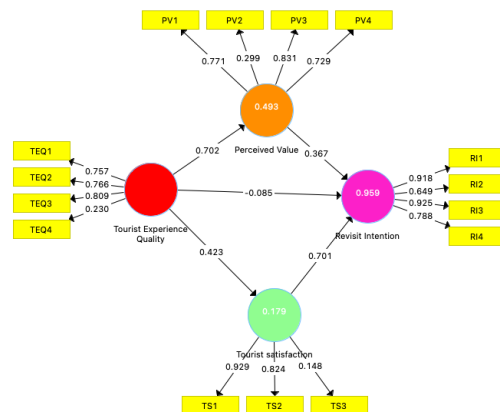 PV1 PV2 PV3 PV4
0.771 0.299 0.831 0.729
0.493
Perceived Value
TEQ1
TEQ2
TEQ3
TEQ4
0.757
0.766
0.809
0.230
Tourist Experience
Quality
0.702
0.367
-0.085
0.423
0.701
0.959
Revisit Intention
0.918
0.649
0.925
0.788
RI1
RI2
RI3
RI4
0.179
Tourist satisfaction
0.929 0.824 0.148
TS1 TS2 TS3